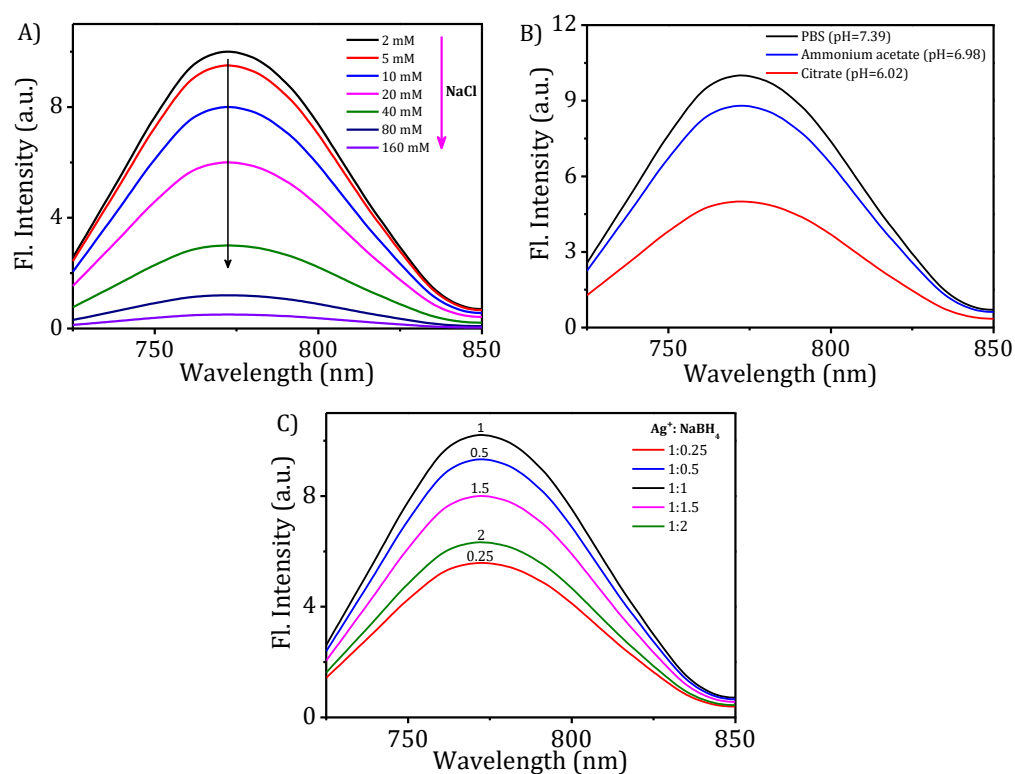 A)
2 mM
5 mM
10 mM
20 mM
40 mM
80 mM
160 mM
NaCl
8
4
0
750
800
850
Wavelength (nm)
Fl. Intensity (a.u.)
B)
PBS (pH=7.39)
Ammonium acetate (pH=6.98)
Citrate (pH=6.02)
12
9
6
3
0
750
800
850
Wavelength (nm)
Fl. Intensity (a.u.)
C)
Ag⁺: NaBH₄
1:0.25
1:0.5
1:1
1:1.5
1:2
1
0.5
1.5
2
0.25
8
4
0
750
800
850
Wavelength (nm)
Fl. Intensity (a.u.)